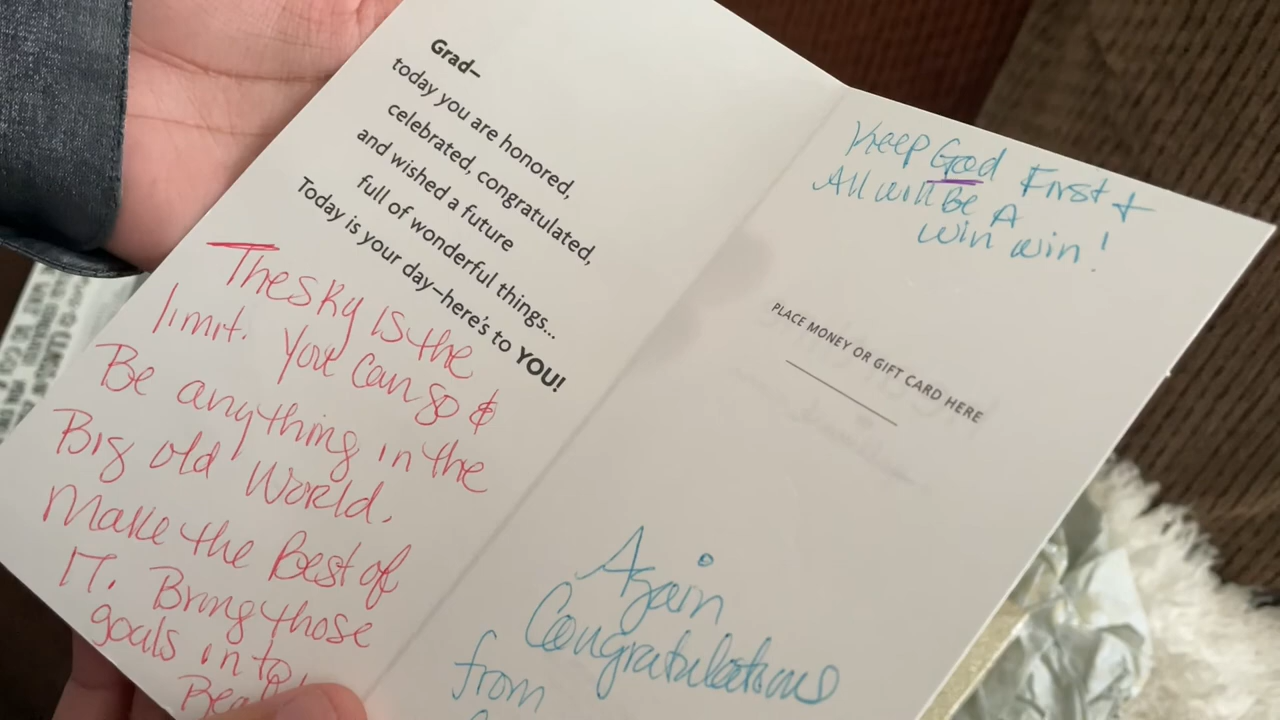 Grad–
today you are honored,
celebrated, congratulated,
and wished a future
full of wonderful things...
Today is your day–here's to YOU!
The sky is the
limit. You can go &
Be anything in the
Big old World.
Make the Best of
IT. Bring those
goals into
Keep God First +
All will Be A
win win!
PLACE MONEY OR GIFT CARD HERE
Again
Congratulations
from